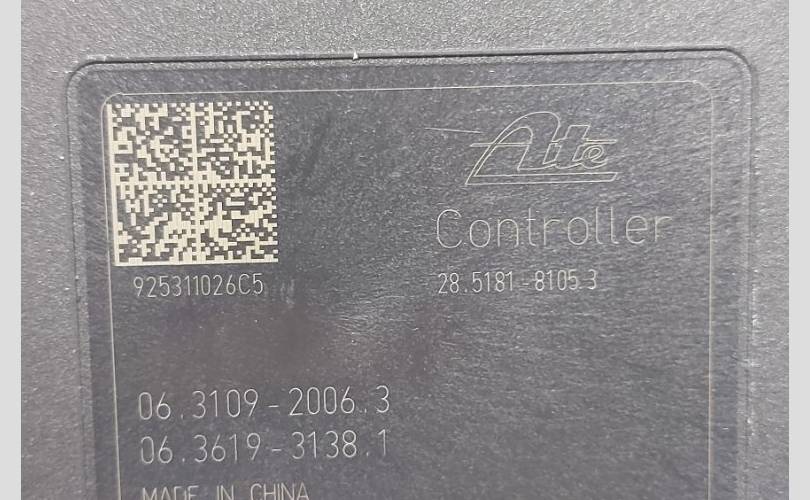 Ate
Controller
925311026C5
28.5181-8105.3
06.3109-2006.3
06.3619-3138.1
MADE IN CHINA